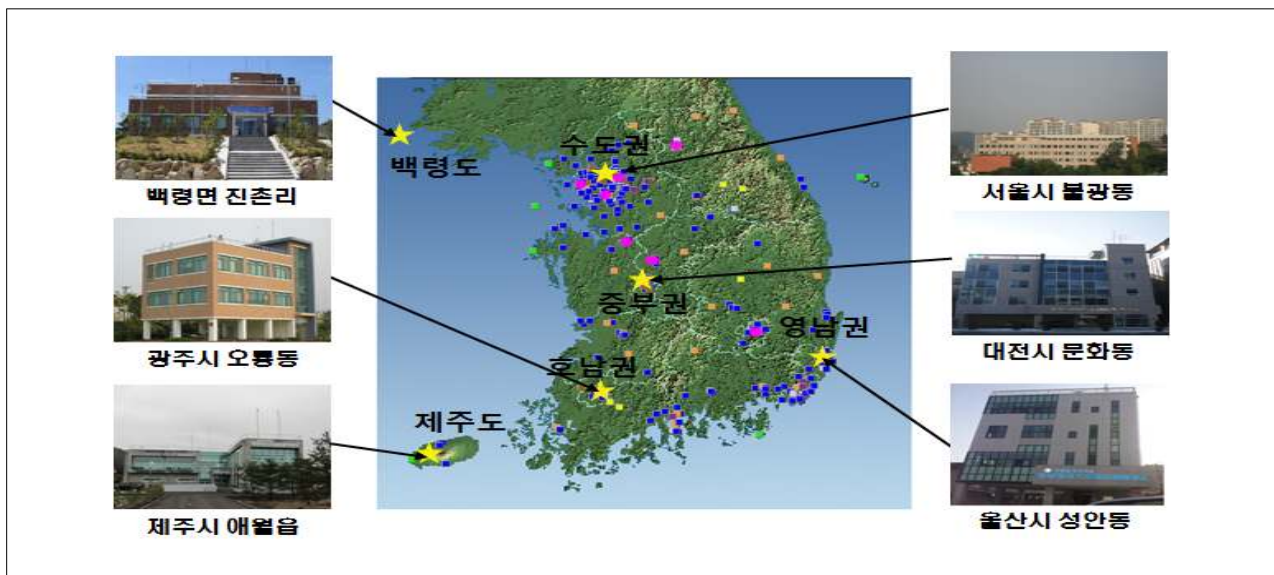 백령면 진촌리
광주시 오룡동
제주시 애월읍
백령도
수도권
중부권
영남권
호남권
제주도
서울시 불광동
대전시 문화동
울산시 성안동